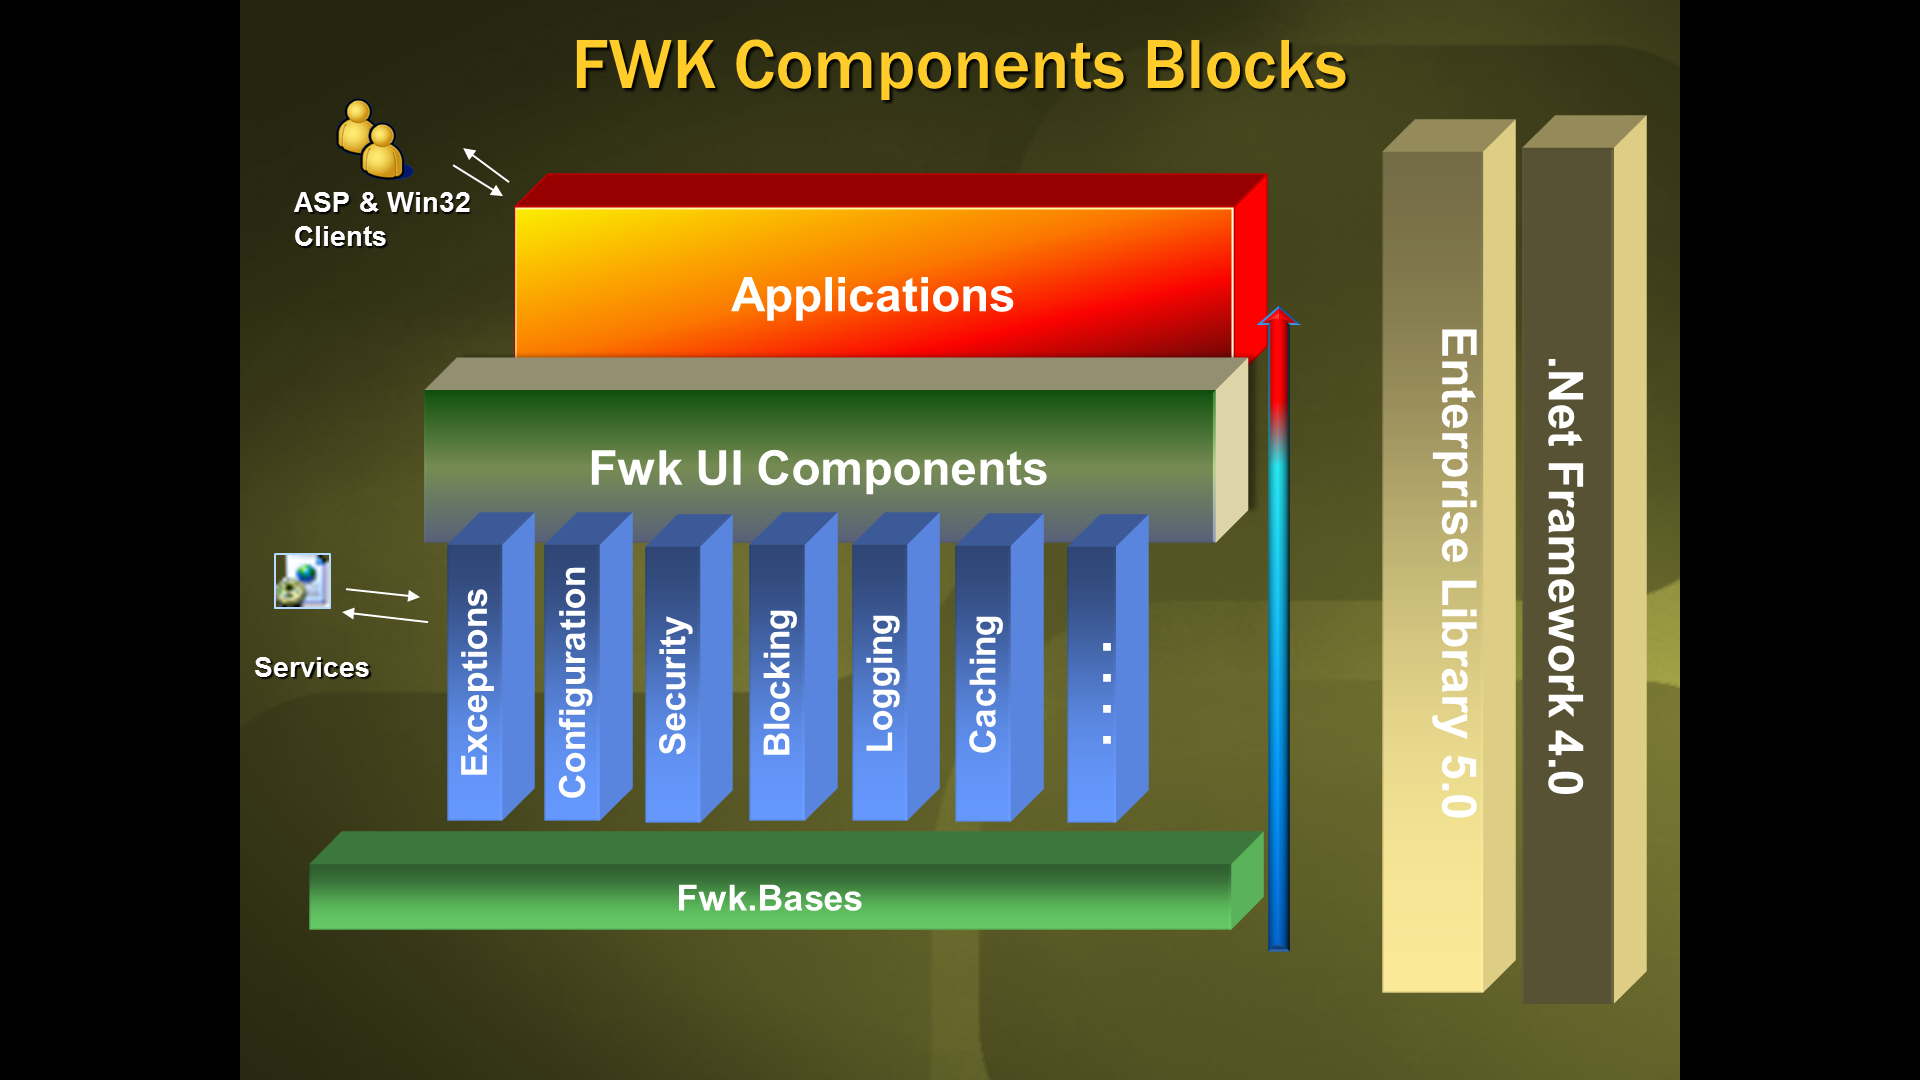 FWK Components Blocks
ASP & Win32
Clients
Applications
Fwk UI Components
Services
Exceptions
Configuration
Security
Blocking
Logging
Caching
. . . .
Fwk.Bases
Enterprise Library 5.0
.Net Framework 4.0